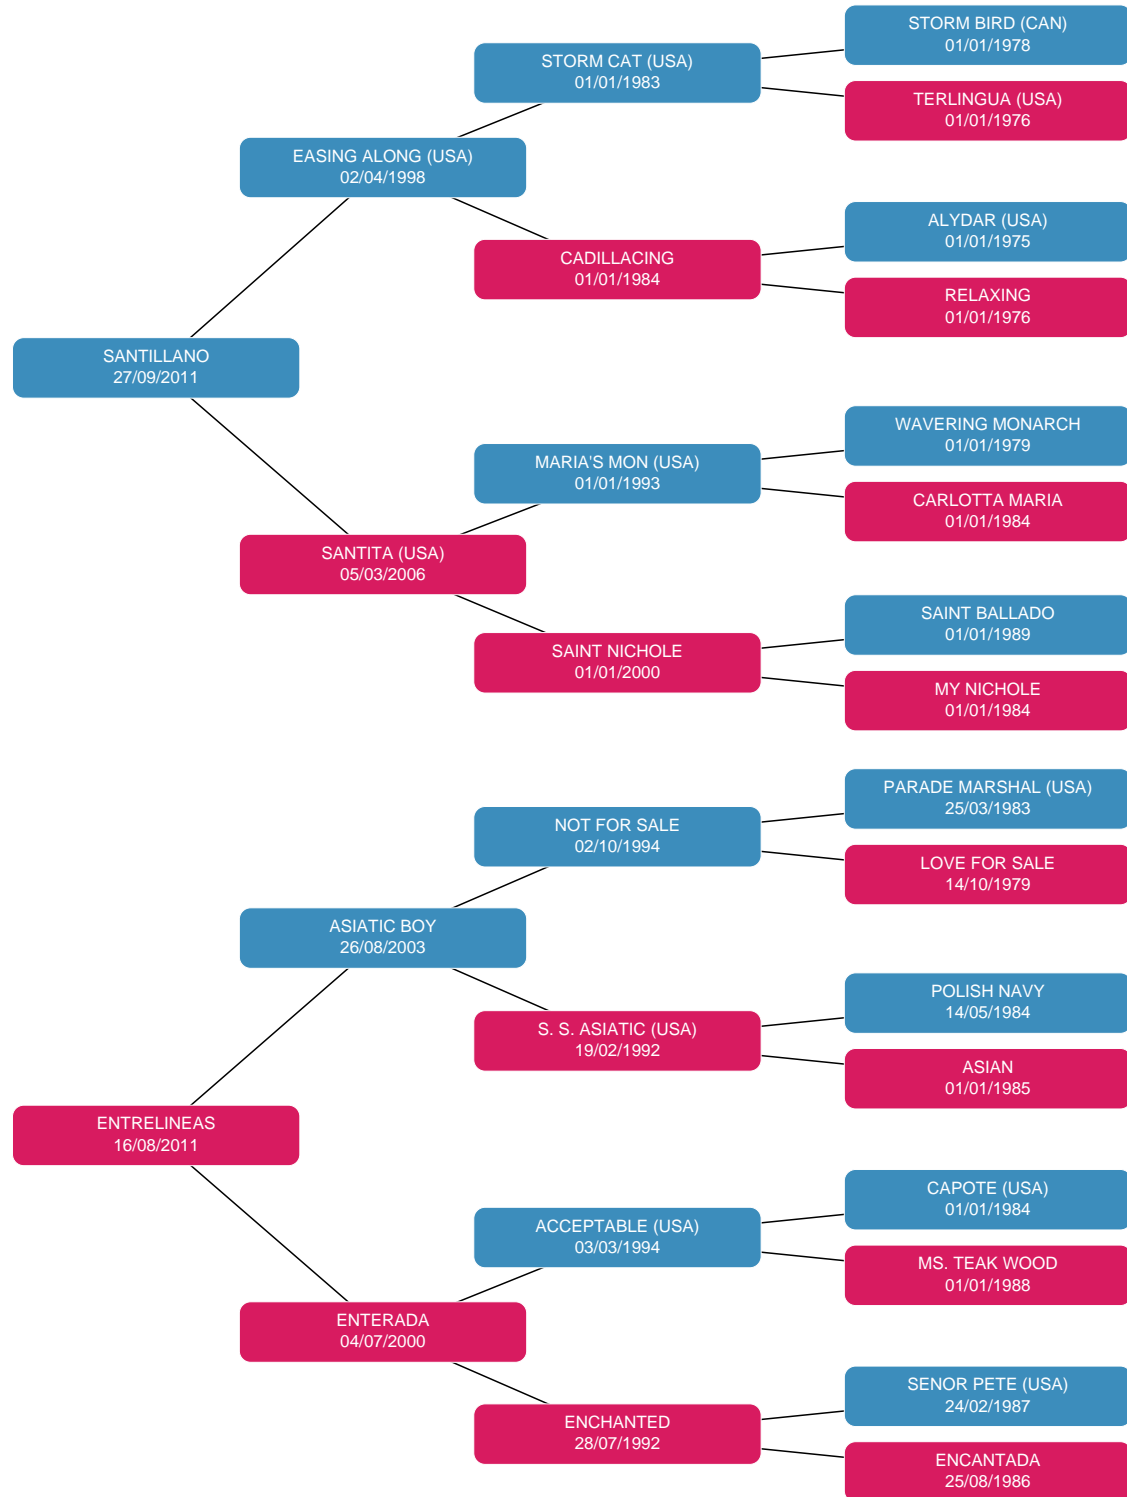 STORM BIRD (CAN)
01/01/1978
STORM CAT (USA)
01/01/1983
TERLINGUA (USA)
01/01/1976
EASING ALONG (USA)
02/04/1998
ALYDAR (USA)
01/01/1975
CADILLACING
01/01/1984
RELAXING
01/01/1976
SANTILLANO
27/09/2011
WAVERING MONARCH
01/01/1979
MARIA'S MON (USA)
01/01/1993
CARLOTTA MARIA
01/01/1984
SANTITA (USA)
05/03/2006
SAINT BALLADO
01/01/1989
SAINT NICHOLE
01/01/2000
MY NICHOLE
01/01/1984
PARADE MARSHAL (USA)
25/03/1983
NOT FOR SALE
02/10/1994
LOVE FOR SALE
14/10/1979
ASIATIC BOY
26/08/2003
POLISH NAVY
14/05/1984
S. S. ASIATIC (USA)
19/02/1992
ASIAN
01/01/1985
ENTRELINEAS
16/08/2011
CAPOTE (USA)
01/01/1984
ACCEPTABLE (USA)
03/03/1994
MS. TEAK WOOD
01/01/1988
ENTERADA
04/07/2000
SENOR PETE (USA)
24/02/1987
ENCHANTED
28/07/1992
ENCANTADA
25/08/1986